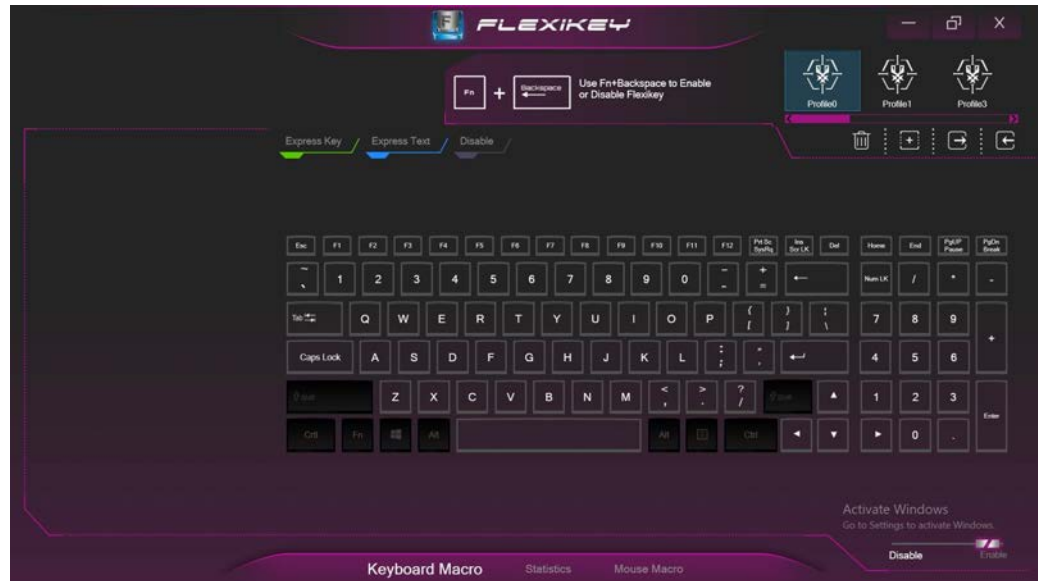 F FLEXiKEY
Fn + Backspace Use Fn+Backspace to Enable
or Disable Flexikey
Profile0 Profile1 Profile3
Express Key Express Text Disable
Esc F1 F2 F3 F4 F5 F6 F7 F8 F9 F10 F11 F12 Prt Sc Ins Del Home End PgUP PgDn
SysRq Scr LK Pause Break
~ 1 2 3 4 5 6 7 8 9 0 - + ← Num LK / * -
` - =
Tab Q W E R T Y U I O P { } ¦ 7 8 9 +
[ ] \
Caps Lock A S D F G H J K L : " 4 5 6
; '
Shift Z X C V B N M < > ? Shift ▲ 1 2 3 Enter
, . /
Crtl Fn Alt Alt Ctrl ◄ ▼ ► 0 .
Activate Windows
Go to Settings to activate Windows.
Disable Enable
Keyboard Macro Statistics Mouse Macro